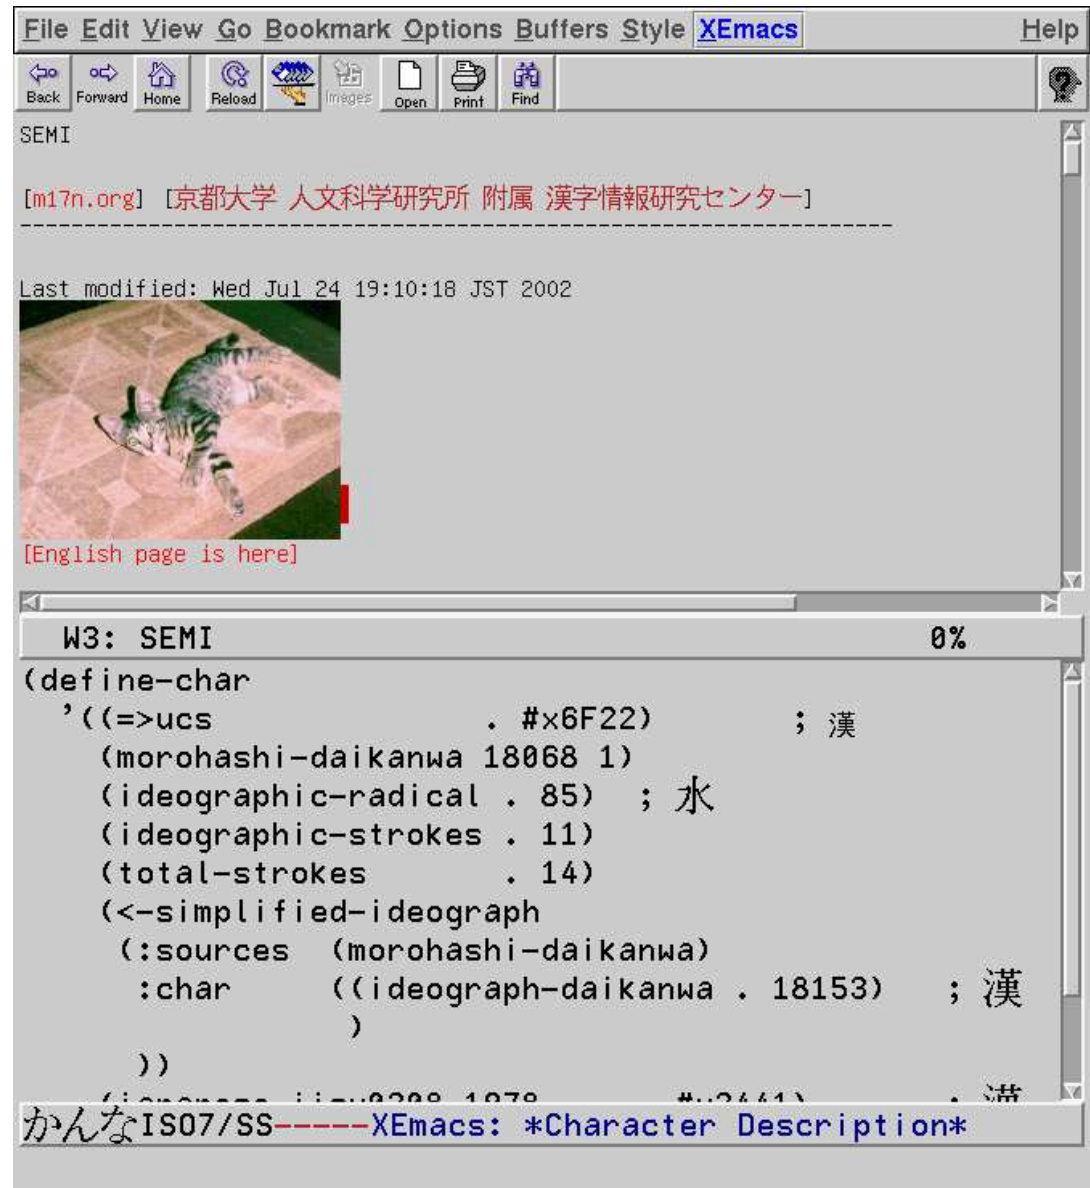 File Edit View Go Bookmark Options Buffers Style XEmacs Help
Back Forward Home Reload Images Open Print Find
SEMI
[m17n.org] [京都大学 人文科学研究所 附属 漢字情報研究センター]
--------------------------------------------------------------------
Last modified: Wed Jul 24 19:10:18 JST 2002
[English page is here]
W3: SEMI 0%
(define-char
'((=>ucs . #x6F22) ; 漢
(morohashi-daikanwa 18068 1)
(ideographic-radical . 85) ; 水
(ideographic-strokes . 11)
(total-strokes . 14)
(<-simplified-ideograph
(:sources (morohashi-daikanwa)
:char ((ideograph-daikanwa . 18153) ; 漢
)
))
かんなISO7/SS-----XEmacs: *Character Description*